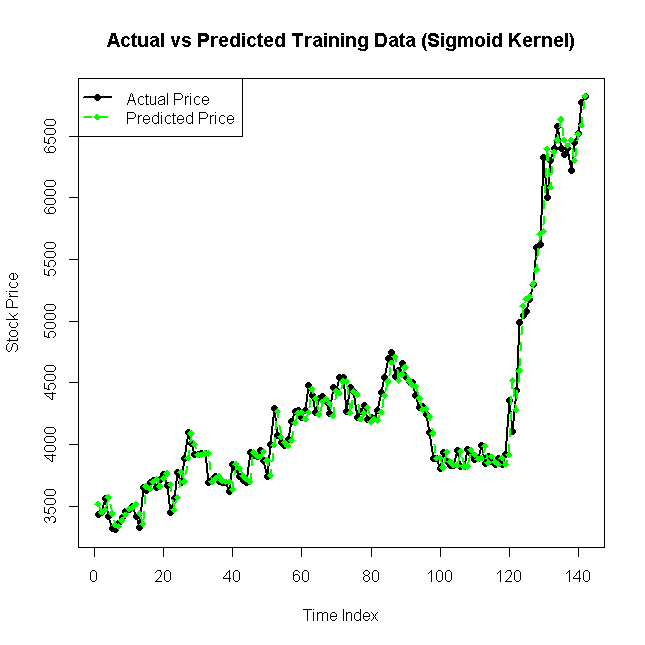 Actual vs Predicted Training Data (Sigmoid Kernel)
Actual Price
Predicted Price
Stock Price
6500
6000
5500
5000
4500
4000
3500
0 20 40 60 80 100 120 140
Time Index